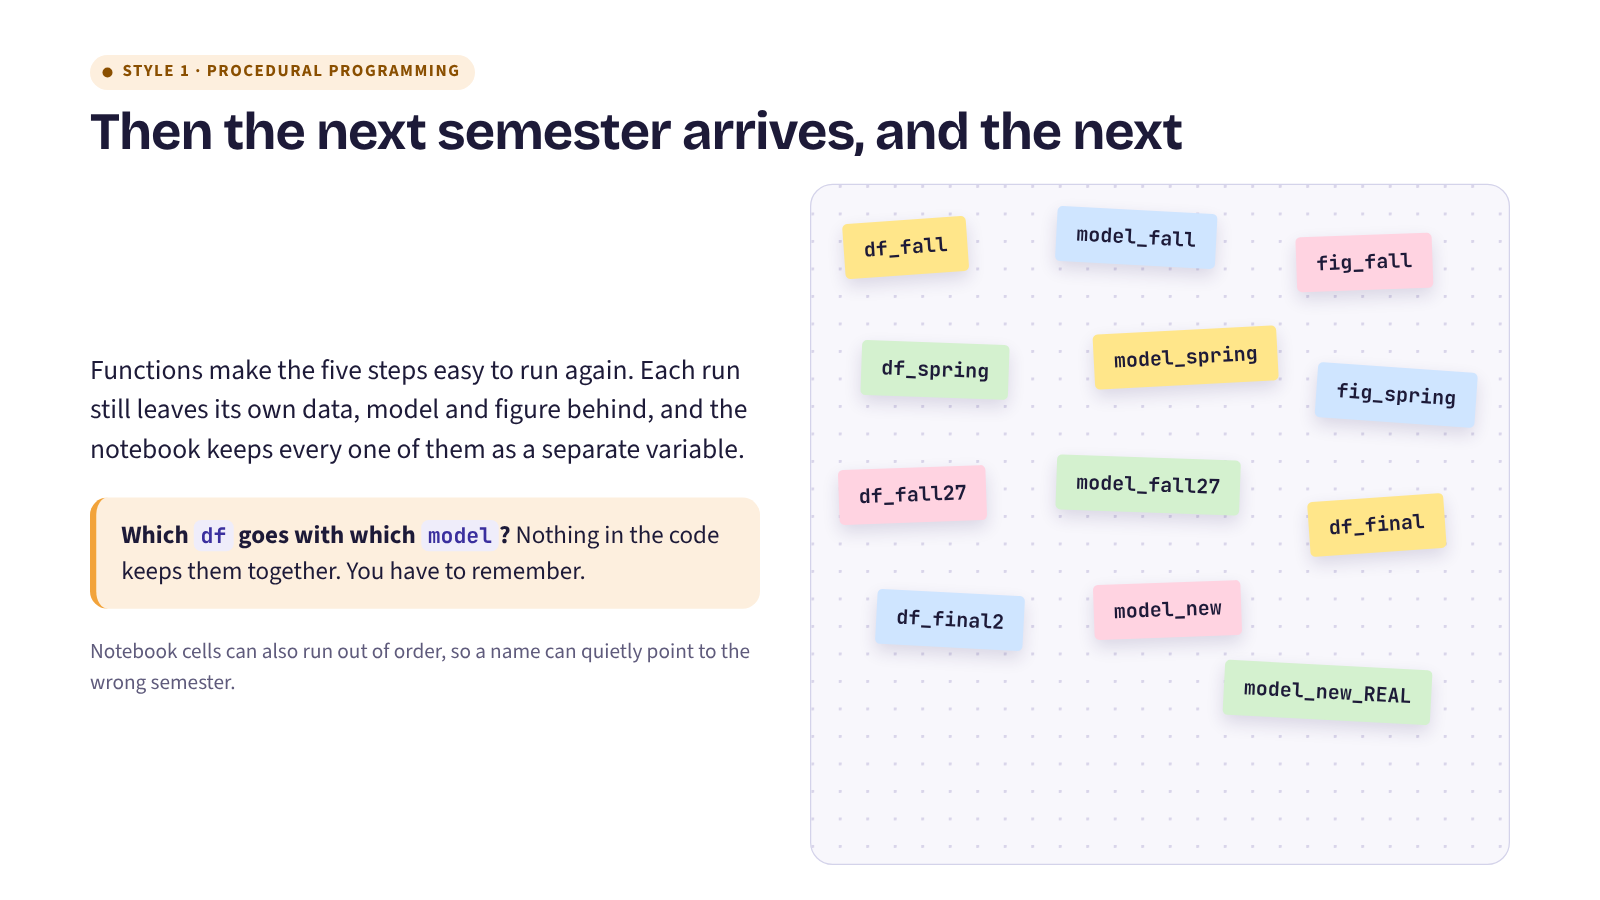 STYLE 1 · PROCEDURAL PROGRAMMING
Then the next semester arrives, and the next
Functions make the five steps easy to run again. Each run
still leaves its own data, model and figure behind, and the
notebook keeps every one of them as a separate variable.
Which df goes with which model? Nothing in the code
keeps them together. You have to remember.
Notebook cells can also run out of order, so a name can quietly point to the
wrong semester.
df_fall
model_fall
fig_fall
df_spring
model_spring
fig_spring
df_fall27
model_fall27
df_final
df_final2
model_new
model_new_REAL